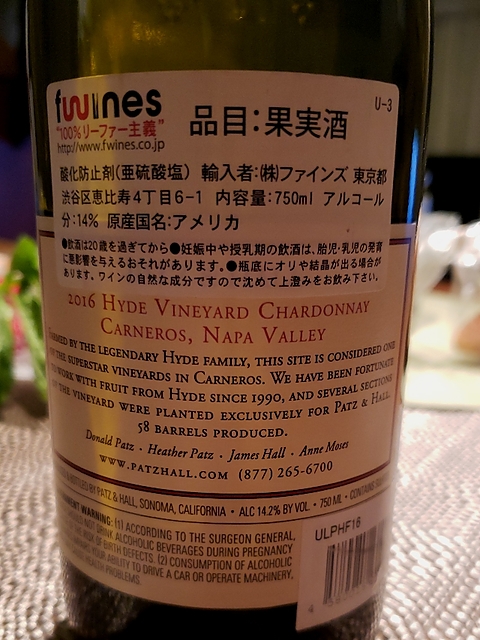 fwines
"100%リーファー主義"
http://www.fwines.co.jp
品目:果実酒
U-3
酸化防止剤(亜硫酸塩) 輸入者:㈱ファインズ 東京都
渋谷区恵比寿4丁目6-1 内容量:750ml アルコール
分:14% 原産国名:アメリカ
●飲酒は20歳を過ぎてから●妊娠中や授乳期の飲酒は、胎児・乳児の発育
に悪影響を与えるおそれがあります。●瓶底にオリや結晶が出る場合が
あります。ワインの自然な成分ですので沈めて上澄みをお飲み下さい。
2016 HYDE VINEYARD CHARDONNAY
CARNEROS, NAPA VALLEY
BY THE LEGENDARY HYDE FAMILY, THIS SITE IS CONSIDERED ONE
THE SUPERSTAR VINEYARDS IN CARNEROS. WE HAVE BEEN FORTUNATE
WORK WITH FRUIT FROM HYDE SINCE 1990, AND SEVERAL SECTIONS
THE VINEYARD WERE PLANTED EXCLUSIVELY FOR PATZ & HALL.
58 BARRELS PRODUCED.
Donald Patz · Heather Patz · James Hall · Anne Moses
WWW.PATZHALL.COM (877) 265-6700
BOTTLED BY PATZ & HALL, SONOMA, CALIFORNIA • ALC 14.2% BY VOL. • 750 ML • CONTAINS
WARNING: (1) ACCORDING TO THE SURGEON GENERAL,
NOT DRINK ALCOHOLIC BEVERAGES DURING PREGNANCY
RISK OF BIRTH DEFECTS. (2) CONSUMPTION OF ALCOHOLIC
YOUR ABILITY TO DRIVE A CAR OR OPERATE MACHINERY,
HEALTH PROBLEMS.
ULPHF16